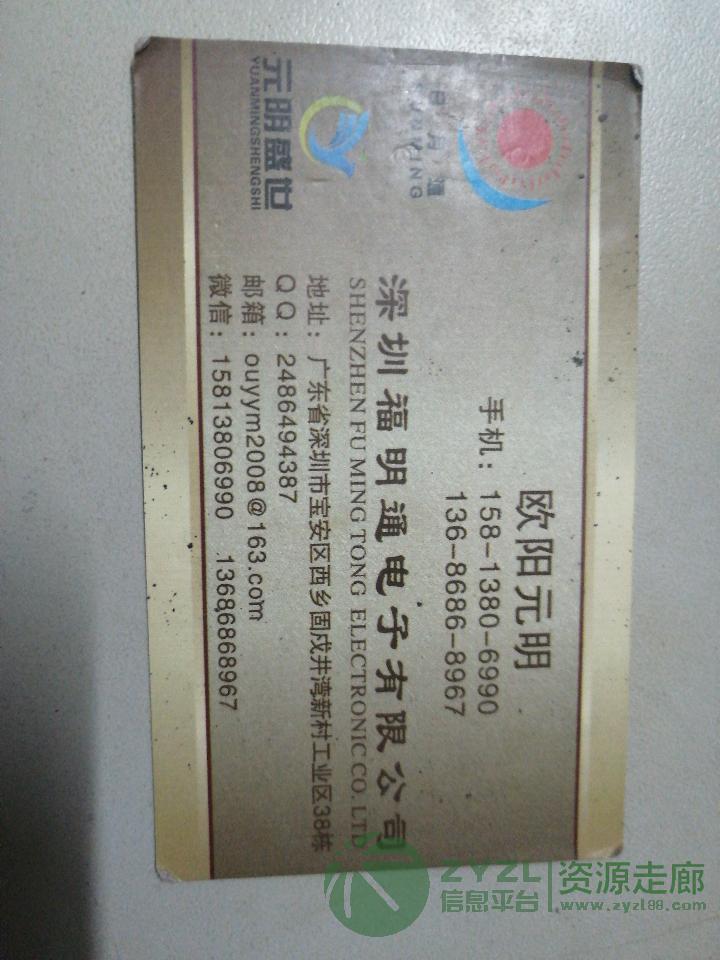 元明盛世
YUANMINGSHENGSHI
欧阳元明
手机：158-1380-6990
136-8686-8967
深圳福明通电子有限公司
SHENZHEN FU MING TONG ELECTRONIC CO. LTD
地址：广东省深圳市宝安区西乡固戍井湾新村工业区38栋
QQ：2486494387
邮箱：ouyym2008@163.com
微信：15813806990 13686868967
ZYZL 资源走廊
信息平台 www.zyzl88.com